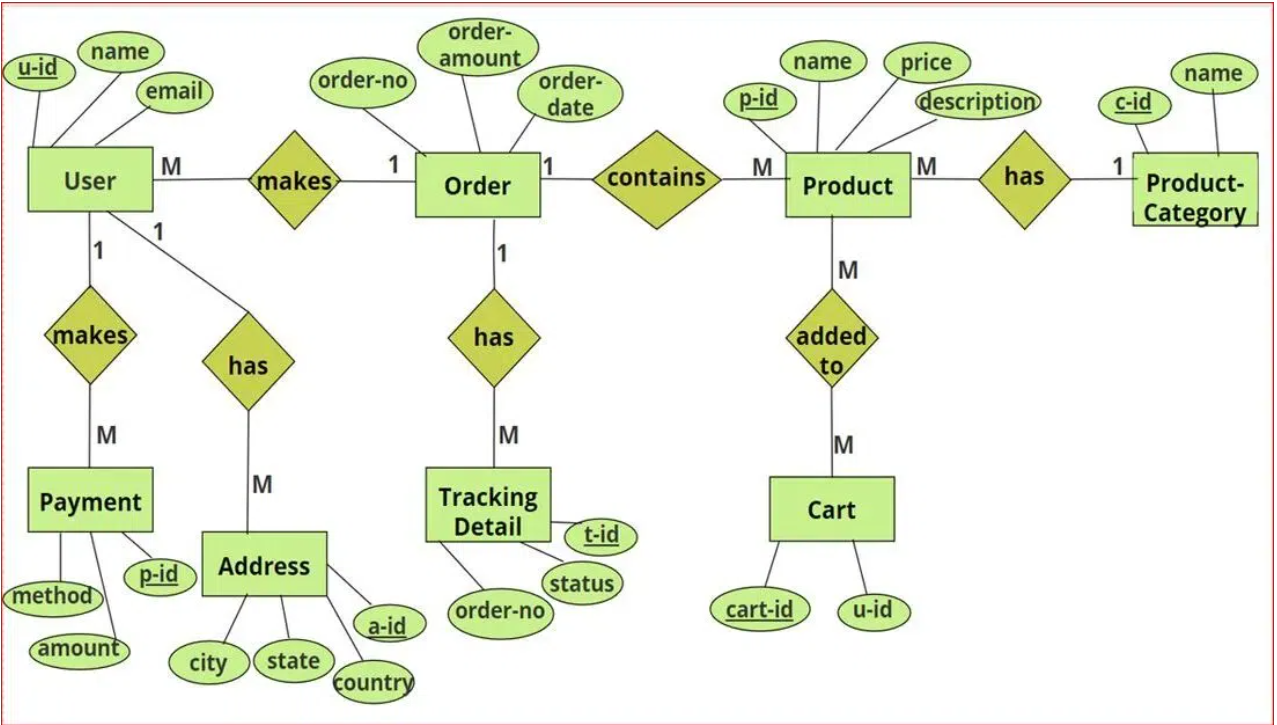 u-id
name
email
order-no
order-
amount
order-
date
p-id
name
price
description
c-id
name
User
M
makes
1
Order
1
contains
M
Product
M
has
1
Product-
Category
1
1
1
M
makes
has
has
added
to
M
M
M
M
Payment
Address
Tracking
Detail
Cart
method
amount
p-id
city
state
country
a-id
order-no
status
t-id
cart-id
u-id